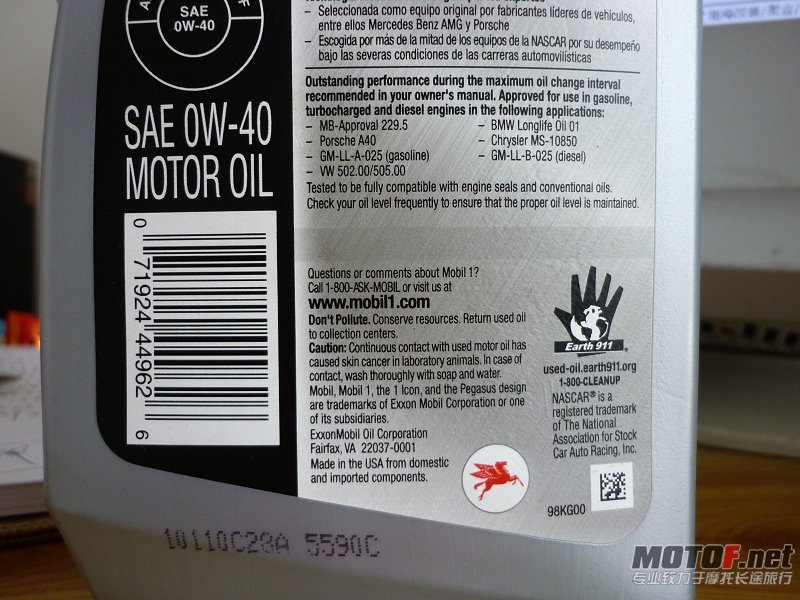 SAE
0W-40
SAE 0W-40
MOTOR OIL
0 71924 44962 6
– Seleccionada como equipo original por fabricantes líderes de vehículos,
entre ellos Mercedes Benz AMG y Porsche
– Escogida por más de la mitad de los equipos de la NASCAR por su desempeño
bajo las severas condiciones de las carreras automovilísticas
Outstanding performance during the maximum oil change interval
recommended in your owner's manual. Approved for use in gasoline,
turbocharged and diesel engines in the following applications:
– MB-Approval 229.5
– Porsche A40
– GM-LL-A-025 (gasoline)
– VW 502.00/505.00
– BMW Longlife Oil 01
– Chrysler MS-10850
– GM-LL-B-025 (diesel)
Tested to be fully compatible with engine seals and conventional oils.
Check your oil level frequently to ensure that the proper oil level is maintained.
Questions or comments about Mobil 1?
Call 1-800-ASK-MOBIL or visit us at
www.mobil1.com
Don't Pollute. Conserve resources. Return used oil
to collection centers.
Caution: Continuous contact with used motor oil has
caused skin cancer in laboratory animals. In case of
contact, wash thoroughly with soap and water.
Mobil, Mobil 1, the 1 Icon, and the Pegasus design
are trademarks of Exxon Mobil Corporation or one
of its subsidiaries.
ExxonMobil Oil Corporation
Fairfax, VA 22037-0001
Made in the USA from domestic
and imported components.
Earth 911
used-oil.earth911.org
1-800-CLEANUP
NASCAR® is a
registered trademark
of The National
Association for Stock
Car Auto Racing, Inc.
98KG00
10110C28A 5590C
MOTOF.net
专业致力于摩托长途旅行